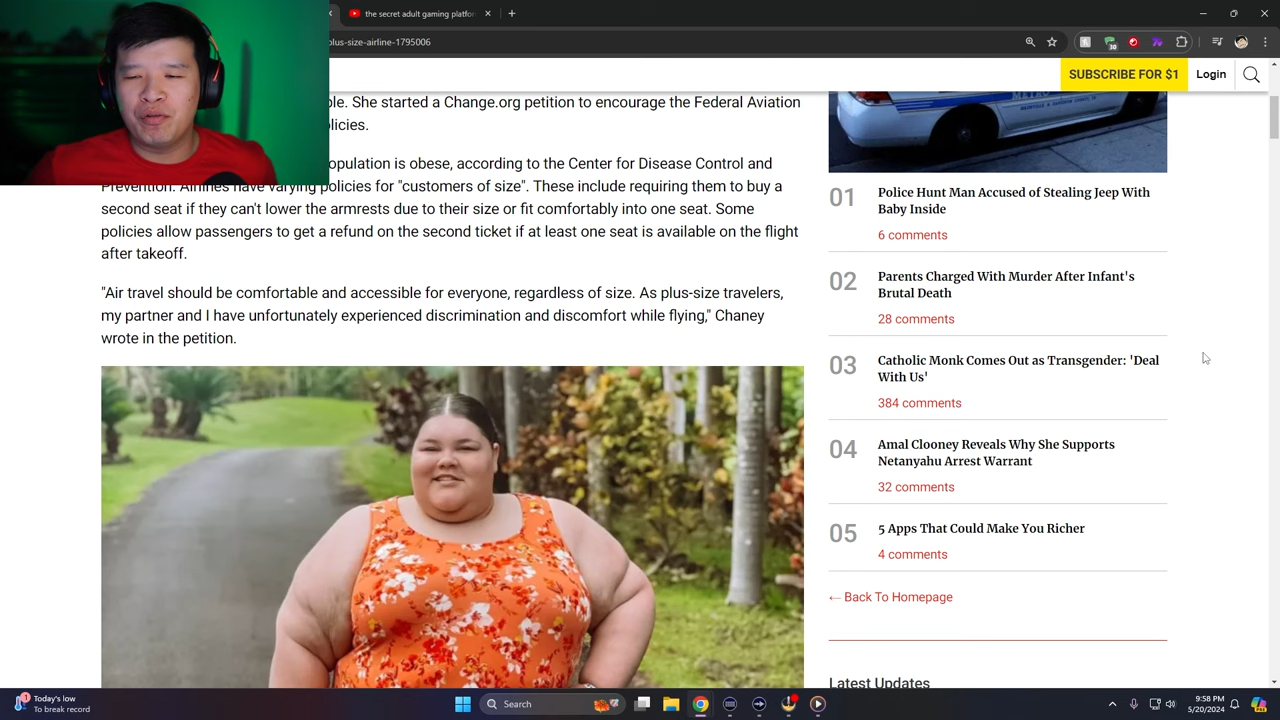 the secret adult gaming platfor
plus-size-airline-1795006
30
SUBSCRIBE FOR $1
Login
ble. She started a Change.org petition to encourage the Federal Aviation
licies.
opulation is obese, according to the Center for Disease Control and
Prevention. Airlines have varying policies for "customers of size". These include requiring them to buy a
second seat if they can't lower the armrests due to their size or fit comfortably into one seat. Some
policies allow passengers to get a refund on the second ticket if at least one seat is available on the flight
after takeoff.
"Air travel should be comfortable and accessible for everyone, regardless of size. As plus-size travelers,
my partner and I have unfortunately experienced discrimination and discomfort while flying," Chaney
wrote in the petition.
01
Police Hunt Man Accused of Stealing Jeep With
Baby Inside
6 comments
02
Parents Charged With Murder After Infant's
Brutal Death
28 comments
03
Catholic Monk Comes Out as Transgender: 'Deal
With Us'
384 comments
04
Amal Clooney Reveals Why She Supports
Netanyahu Arrest Warrant
32 comments
05
5 Apps That Could Make You Richer
4 comments
← Back To Homepage
Latest Updates
1
Today's low
To break record
Search
9:58 PM
5/20/2024